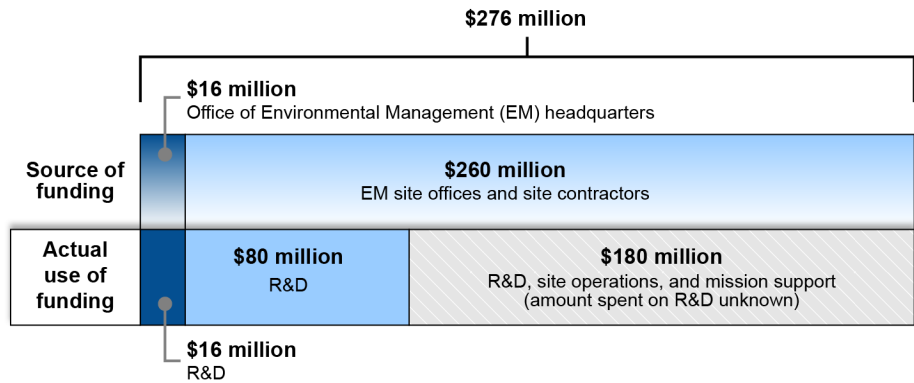 $276 million
$16 million
Office of Environmental Management (EM) headquarters
Source of
funding
$260 million
EM site offices and site contractors
Actual
use of
funding
$80 million
R&D
$180 million
R&D, site operations, and mission support
(amount spent on R&D unknown)
$16 million
R&D